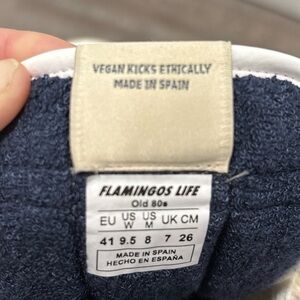 VEGAN KICKS ETHICALLY
MADE IN SPAIN
FLAMINGOS LIFE
Old 80s
EU US W US M UK CM
41 9.5 8 7 26
MADE IN SPAIN
HECHO EN ESPAÑA